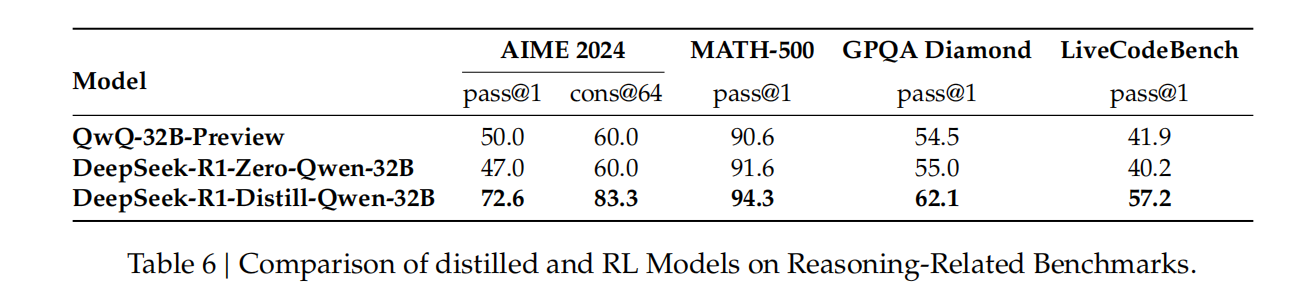 Model AIME 2024 MATH-500 GPQA Diamond LiveCodeBench
pass@1 cons@64 pass@1 pass@1 pass@1
QwQ-32B-Preview 50.0 60.0 90.6 54.5 41.9
DeepSeek-R1-Zero-Qwen-32B 47.0 60.0 91.6 55.0 40.2
DeepSeek-R1-Distill-Qwen-32B 72.6 83.3 94.3 62.1 57.2
Table 6 | Comparison of distilled and RL Models on Reasoning-Related Benchmarks.